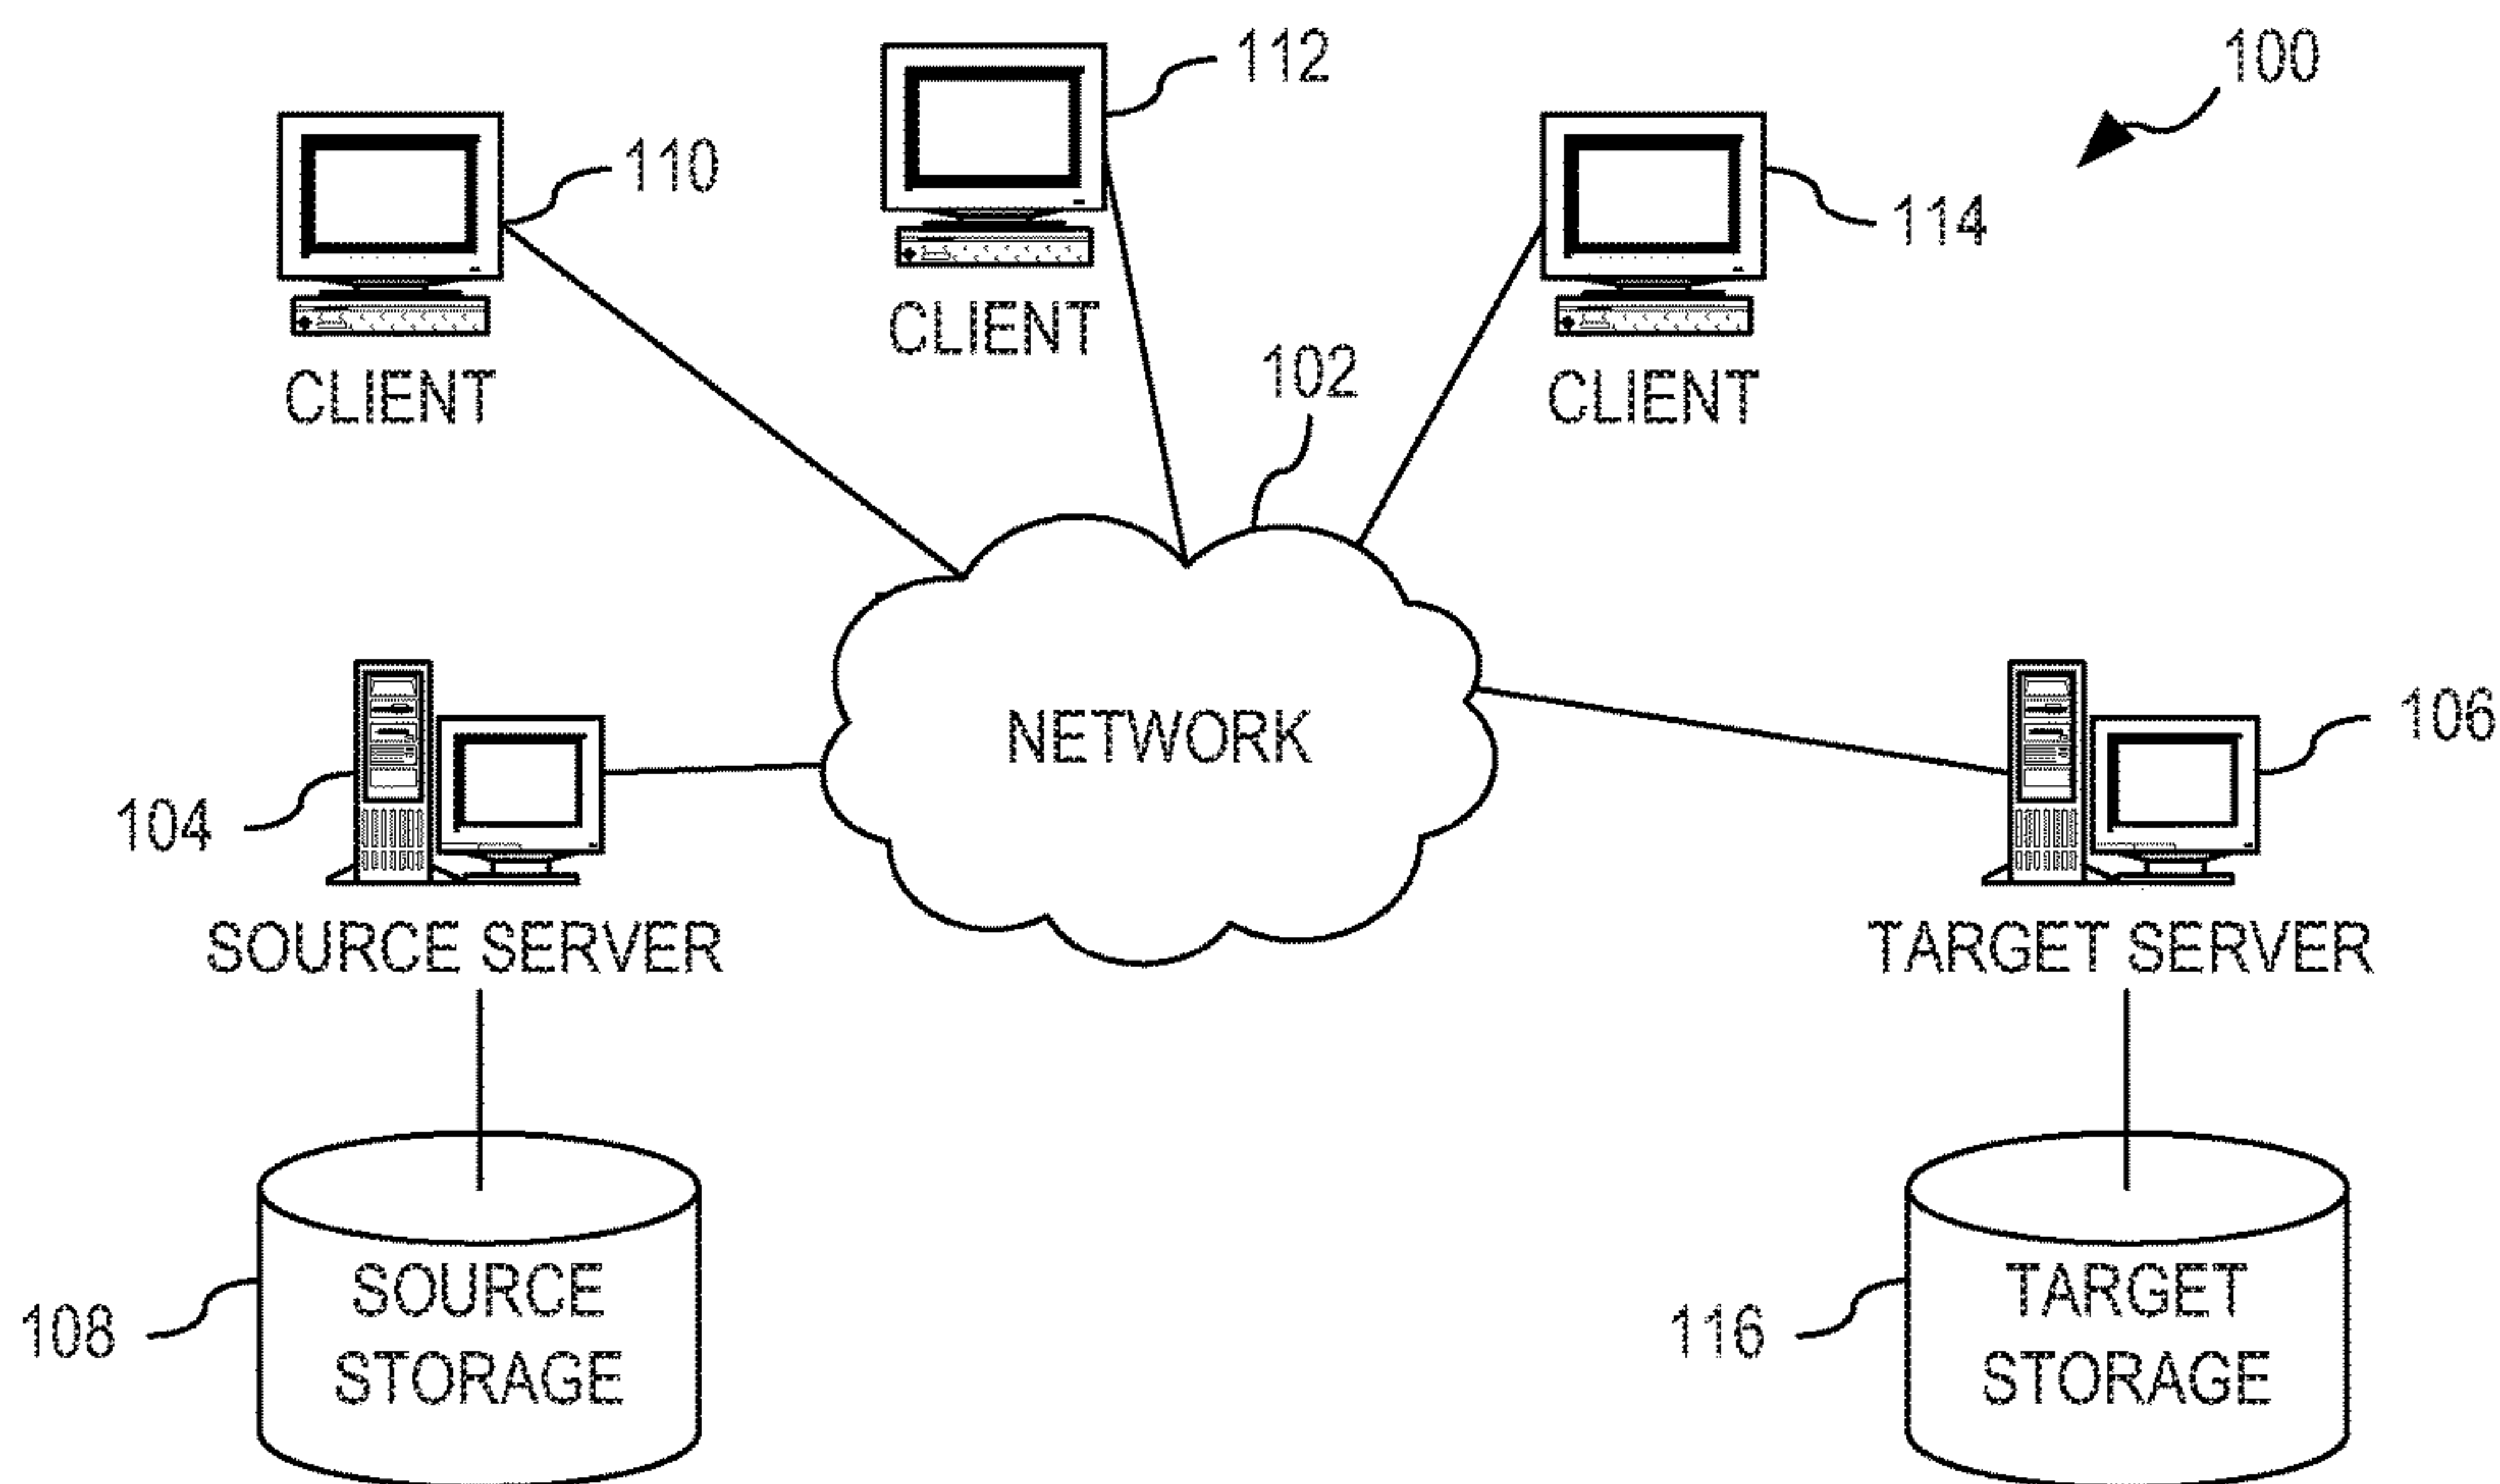 112
100
110
114
CLIENT
102
CLIENT
CLIENT
NETWORK
106
104
SOURCE SERVER
TARGET SERVER
SOURCE
STORAGE
108
TARGET
STORAGE
116